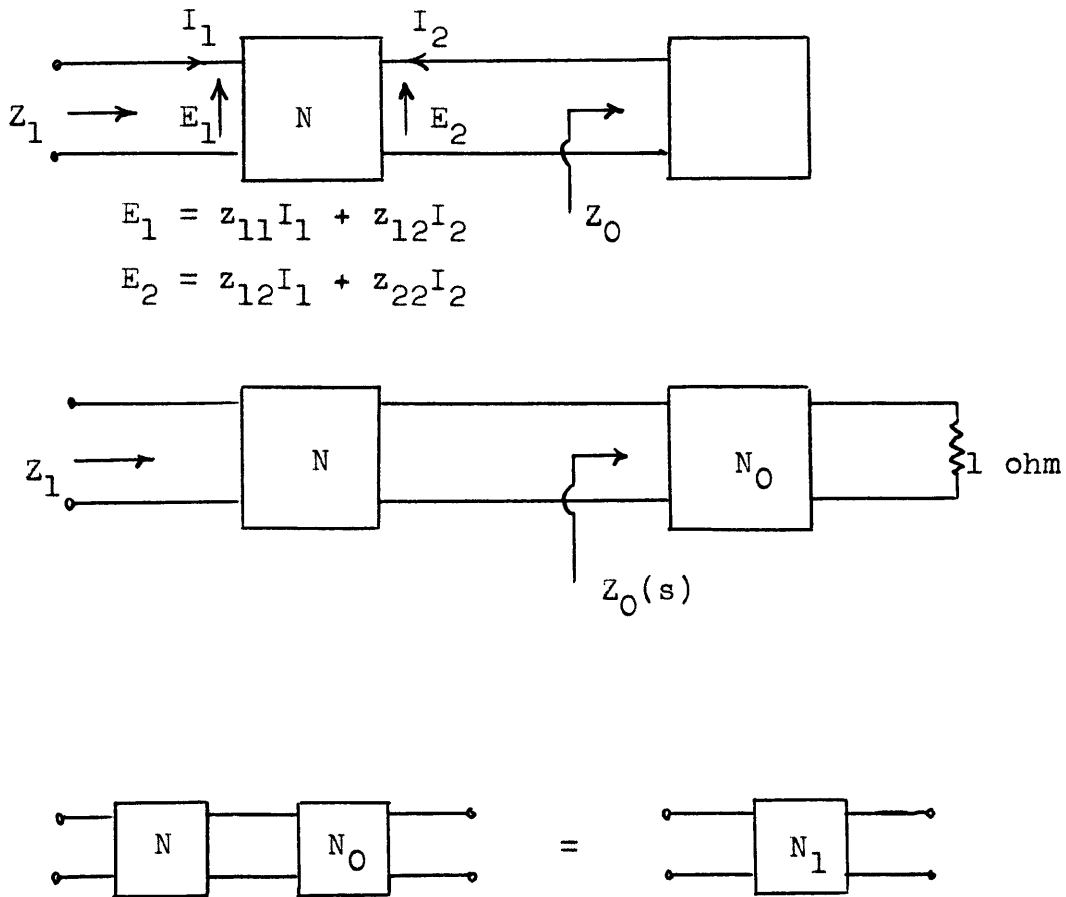 I₁ I₂
Z₁ E₁ N E₂
Z₀
E₁ = z₁₁I₁ + z₁₂I₂
E₂ = z₁₂I₁ + z₂₂I₂
Z₁ N N₀ 1 ohm
Z₀(s)
N N₀ = N₁